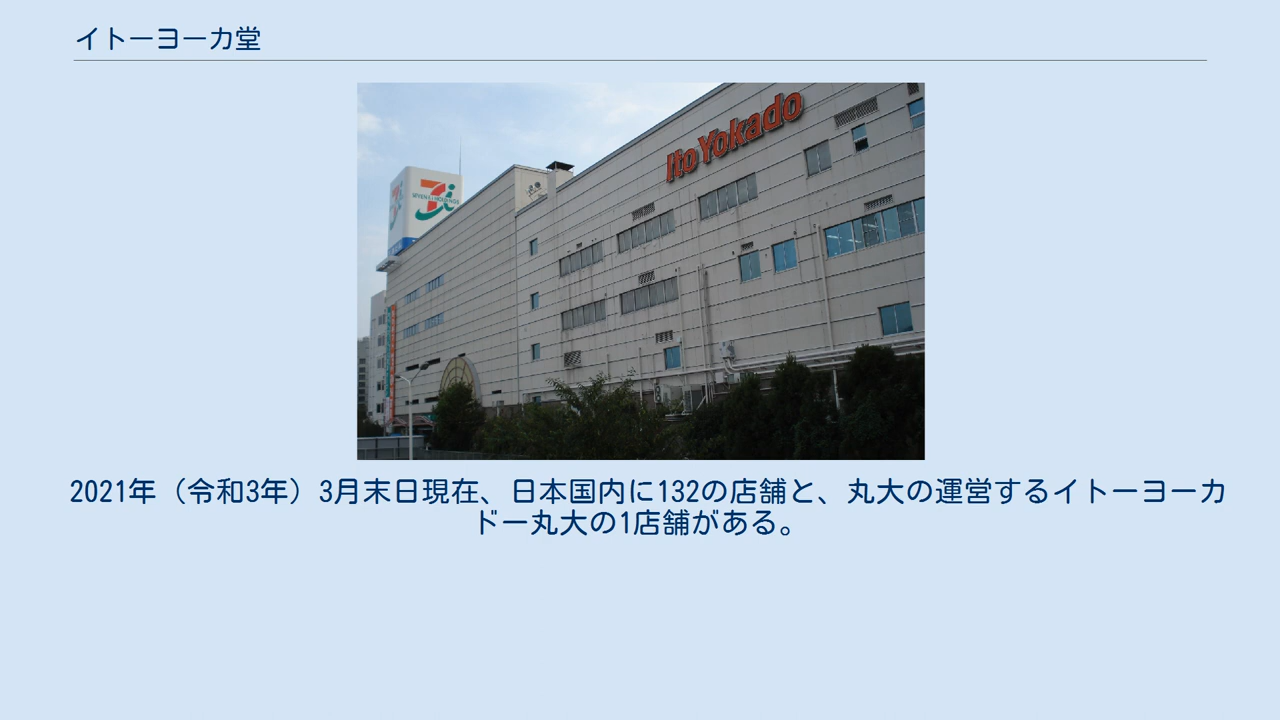 イトーヨーカ堂
ItoYokado
SEVEN & i HOLDINGS
2021年（令和3年）3月末日現在、日本国内に132の店舗と、丸大の運営するイトーヨーカ
ドー丸大の1店舗がある。